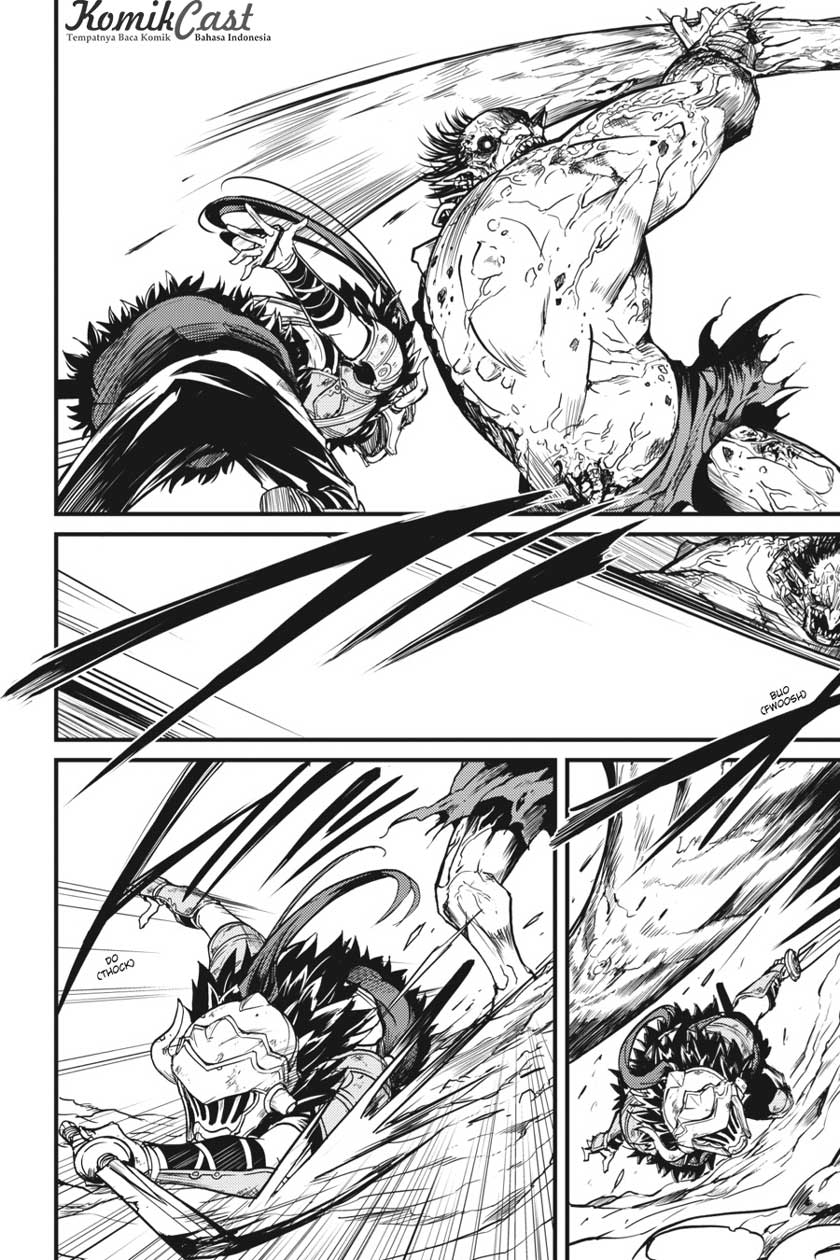 KomikCast
Tempatnya Baca Komik Bahasa Indonesia
BUO
(FWOOSH)
DO
(THOCK)